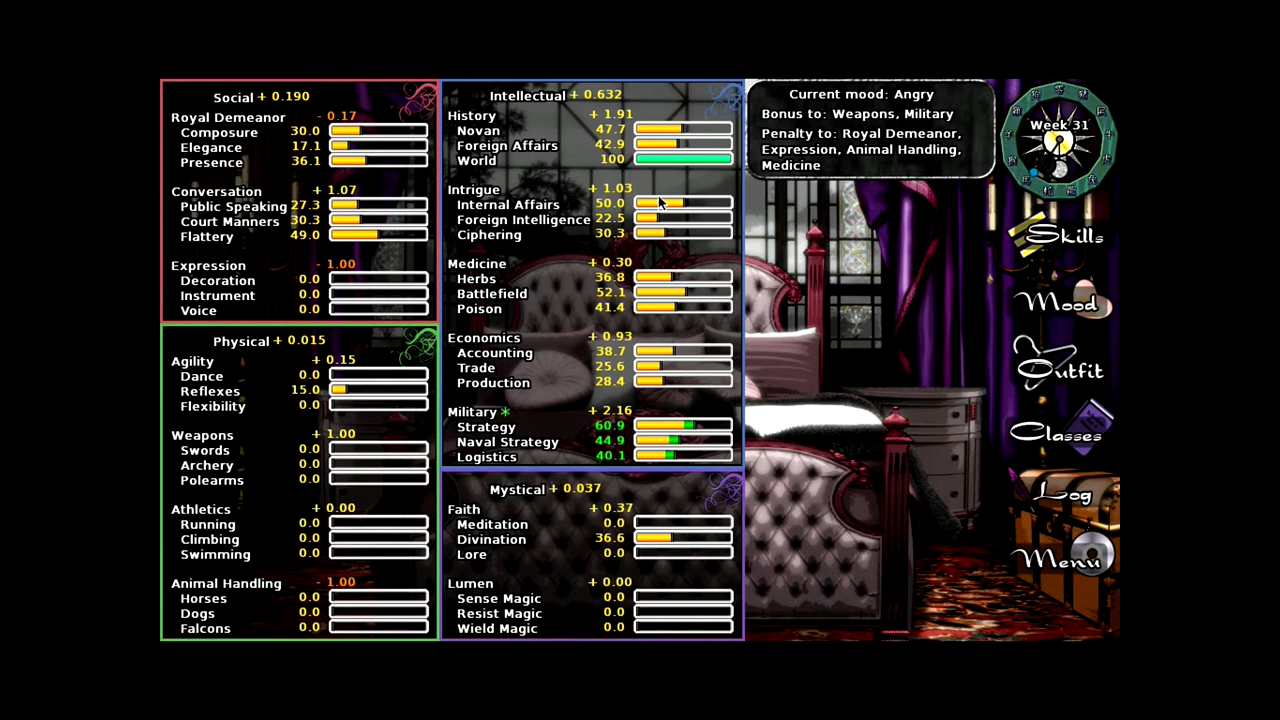 Social + 0.190
Royal Demeanor - 0.17
Composure 30.0
Elegance 17.1
Presence 36.1
Conversation + 1.07
Public Speaking 27.3
Court Manners 30.3
Flattery 49.0
Expression - 1.00
Decoration 0.0
Instrument 0.0
Voice 0.0
Physical + 0.015
Agility + 0.15
Dance 0.0
Reflexes 15.0
Flexibility 0.0
Weapons + 1.00
Swords 0.0
Archery 0.0
Polearms 0.0
Athletics + 0.00
Running 0.0
Climbing 0.0
Swimming 0.0
Animal Handling - 1.00
Horses 0.0
Dogs 0.0
Falcons 0.0
Intellectual + 0.632
History + 1.91
Novan 47.7
Foreign Affairs 42.9
World 100
Intrigue + 1.03
Internal Affairs 50.0
Foreign Intelligence 22.5
Ciphering 30.3
Medicine + 0.30
Herbs 36.8
Battlefield 52.1
Poison 41.4
Economics + 0.93
Accounting 38.7
Trade 25.6
Production 28.4
Military * + 2.16
Strategy 60.9
Naval Strategy 44.9
Logistics 40.1
Mystical + 0.037
Faith + 0.37
Meditation 0.0
Divination 36.6
Lore 0.0
Lumen + 0.00
Sense Magic 0.0
Resist Magic 0.0
Wield Magic 0.0
Current mood: Angry
Bonus to: Weapons, Military
Penalty to: Royal Demeanor,
Expression, Animal Handling,
Medicine
Week 31
Skills
Mood
Outfit
Classes
Log
Menu